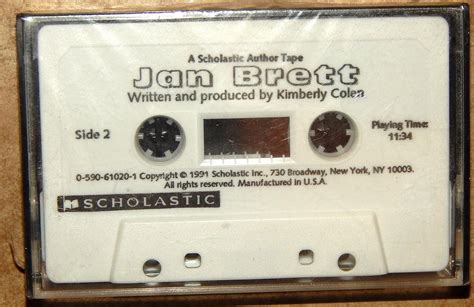 A Scholastic Author Tape
Jan Brett
Written and produced by Kimberly Colen
Side 2
Playing Time:
11:34
0-590-61020-1 Copyright © 1991 Scholastic Inc., 730 Broadway, New York, NY 10003.
All rights reserved. Manufactured in U.S.A.
SCHOLASTIC